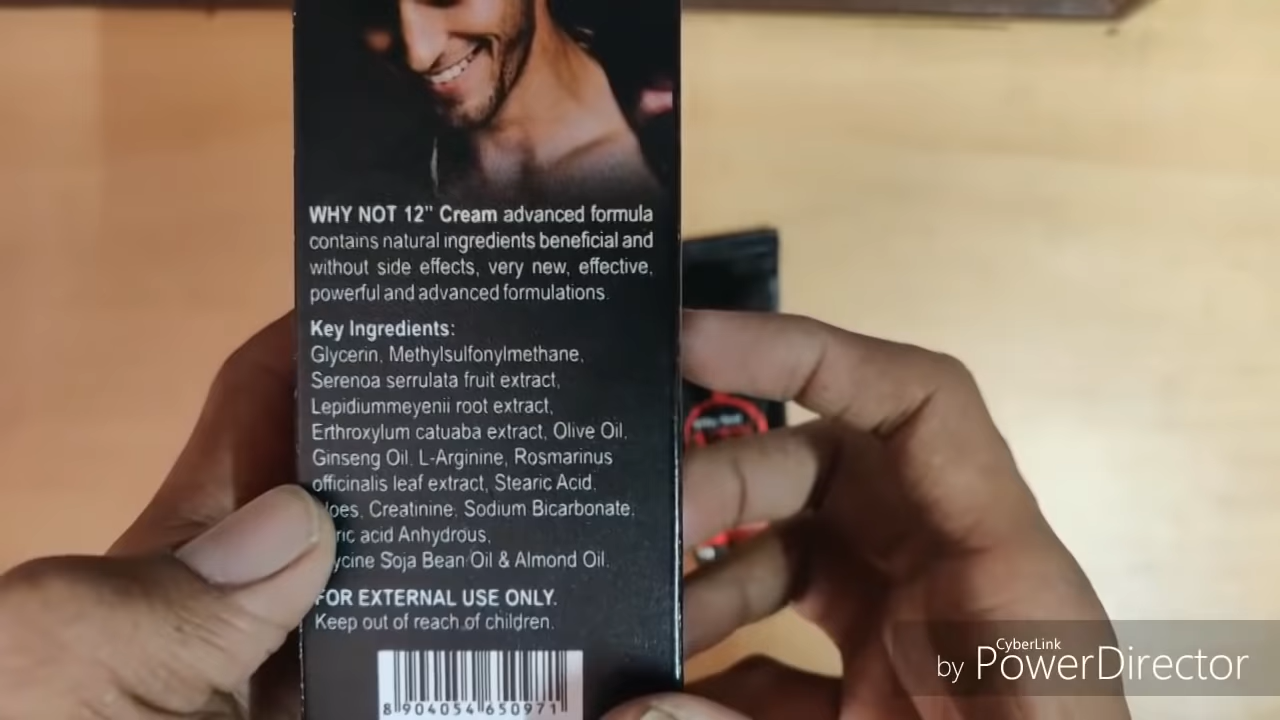 WHY NOT 12" Cream advanced formula
contains natural ingredients beneficial and
without side effects, very new, effective,
powerful and advanced formulations.
Key Ingredients:
Glycerin, Methylsulfonylmethane,
Serenoa serrulata fruit extract,
Lepidiummeyenii root extract,
Erthroxylum catuaba extract, Olive Oil,
Ginseng Oil, L-Arginine, Rosmarinus
officinalis leaf extract, Stearic Acid,
Creatinine, Sodium Bicarbonate,
acid Anhydrous,
Soja Bean Oil & Almond Oil.
FOR EXTERNAL USE ONLY.
Keep out of reach of children.
8 904054 650971
CyberLink
by PowerDirector